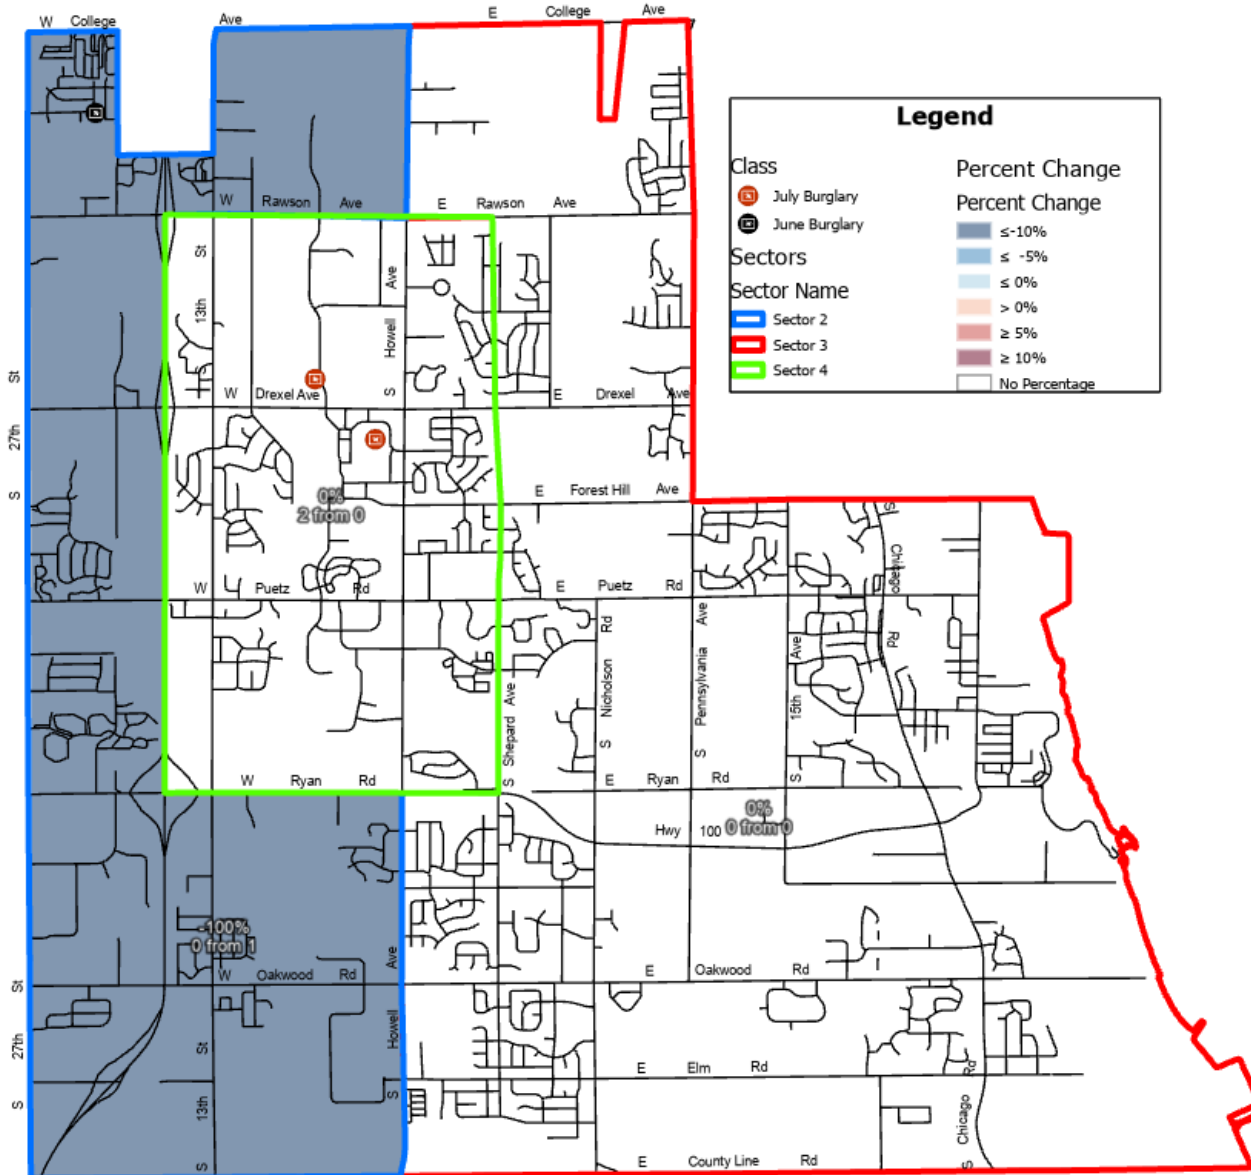 W College Ave
E College Ave
Legend
Class
July Burglary
June Burglary
Sectors
Sector Name
Sector 2
Sector 3
Sector 4
Percent Change
Percent Change
≤-10%
≤ -5%
≤ 0%
> 0%
≥ 5%
≥ 10%
No Percentage
W Rawson Ave
E Rawson Ave
S 13th St
S Howell Ave
S 27th St
W Drexel Ave
E Drexel Ave
0%
2 from 0
E Forest Hill Ave
W Puetz Rd
E Puetz Rd
S Chicago Rd
S Shepard Ave
S Nicholson Rd
S Pennsylvania Ave
S 15th Ave
W Ryan Rd
E Ryan Rd
0%
0 from 0
Hwy 100
-100%
0 from 1
W Oakwood Rd
E Oakwood Rd
S 27th St
S 13th St
S Howell Ave
E Elm Rd
S Chicago Rd
E County Line Rd